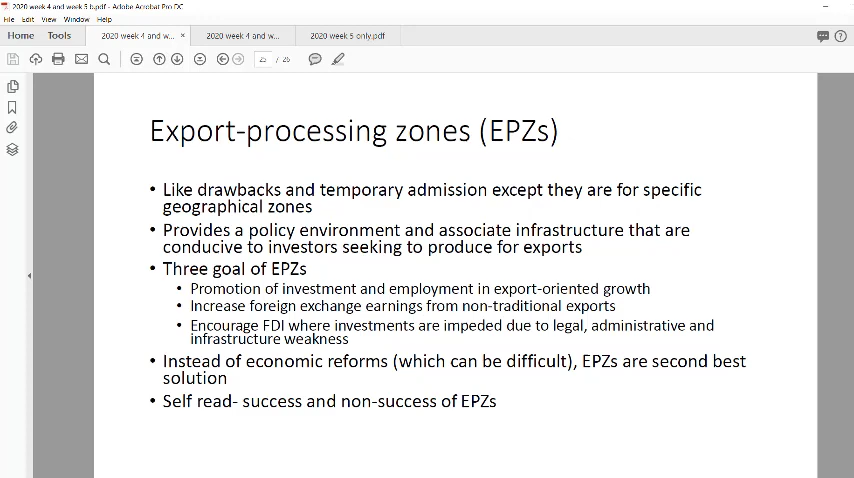 2020 week 4 and week 5 b.pdf - Adobe Acrobat Pro DC
File Edit View Window Help
Home Tools 2020 week 4 and w... × 2020 week 4 and w... 2020 week 5 only.pdf
25 / 26
Export-processing zones (EPZs)
• Like drawbacks and temporary admission except they are for specific
geographical zones
• Provides a policy environment and associate infrastructure that are
conducive to investors seeking to produce for exports
• Three goal of EPZs
• Promotion of investment and employment in export-oriented growth
• Increase foreign exchange earnings from non-traditional exports
• Encourage FDI where investments are impeded due to legal, administrative and
infrastructure weakness
• Instead of economic reforms (which can be difficult), EPZs are second best
solution
• Self read- success and non-success of EPZs